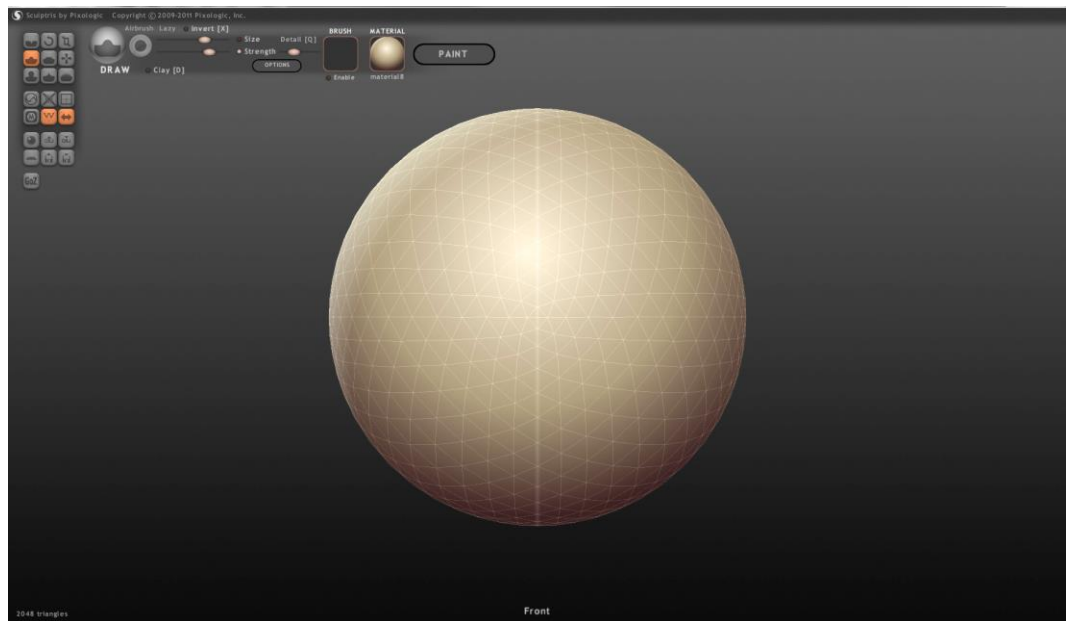 Sculptris by Pixologic Copyright © 2009-2011 Pixologic, Inc.
Airbrush Lazy Invert [X]
Size Detail [Q]
Strength
OPTIONS
DRAW Clay [D]
BRUSH
Enable
MATERIAL
material8
PAINT
GoZ
2048 triangles
Front